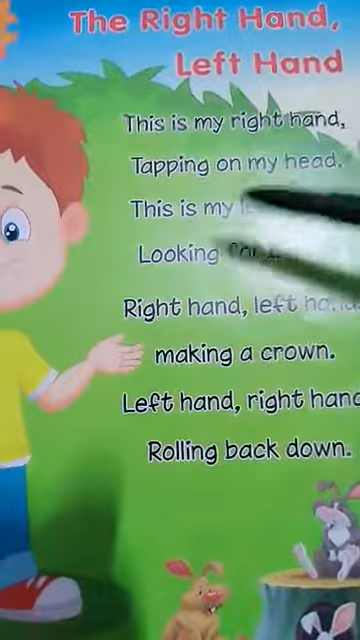 The Right Hand,
Left Hand
This is my right hand,
Tapping on my head.
This is my
Looking
Right hand, left
making a crown.
Left hand, right hand
Rolling back down.